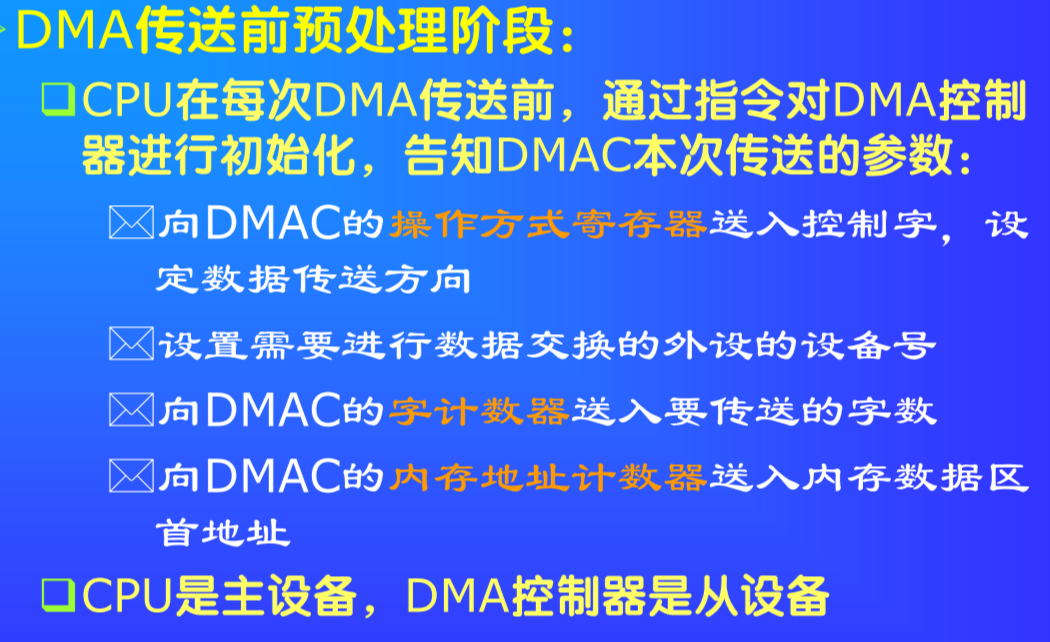 DMA传送前预处理阶段：
CPU在每次DMA传送前，通过指令对DMA控制
器进行初始化，告知DMAC本次传送的参数：
向DMAC的操作方式寄存器送入控制字，设
定数据传送方向
设置需要进行数据交换的外设的设备号
向DMAC的字计数器送入要传送的字数
向DMAC的内存地址计数器送入内存数据区
首地址
CPU是主设备，DMA控制器是从设备